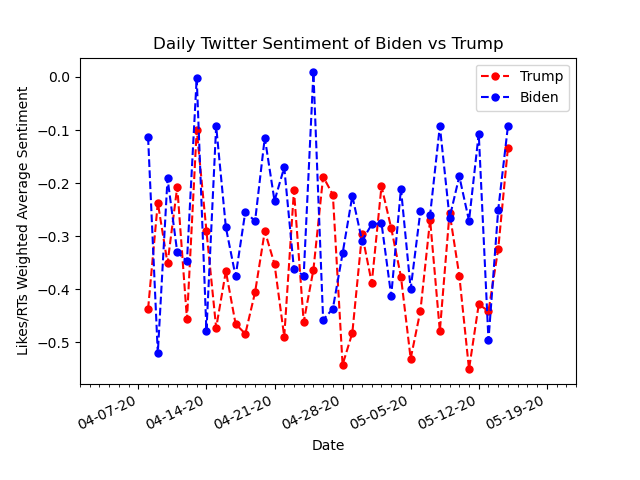 Daily Twitter Sentiment of Biden vs Trump
Trump
Biden
Likes/RTs Weighted Average Sentiment
0.0
−0.1
−0.2
−0.3
−0.4
−0.5
04-07-20
04-14-20
04-21-20
04-28-20
05-05-20
05-12-20
05-19-20
Date